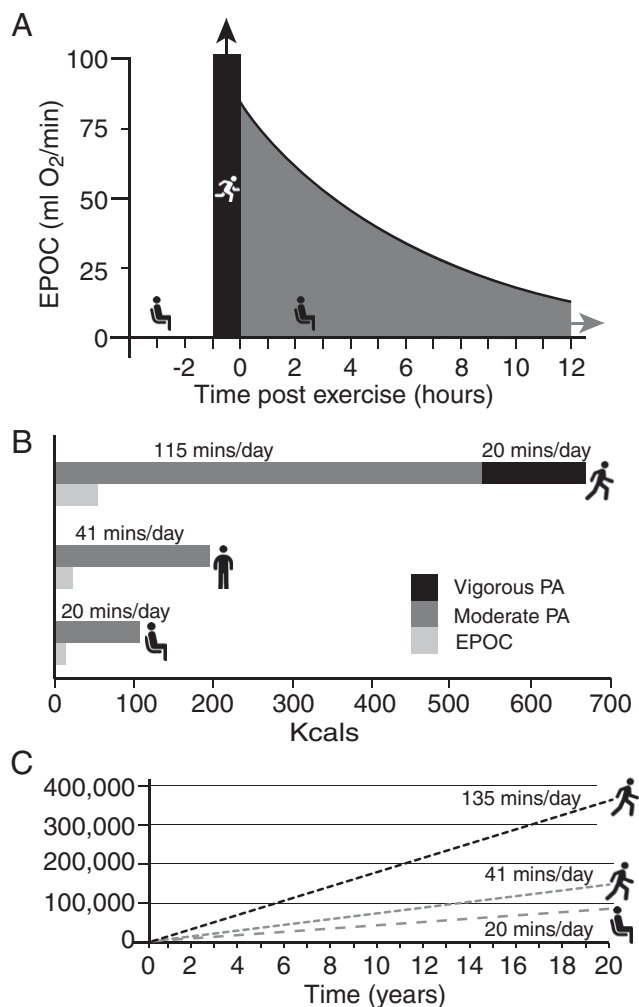 A
100
75
50
25
0
EPOC (ml O₂/min)
-2 0 2 4 6 8 10 12
Time post exercise (hours)
B
115 mins/day 20 mins/day
41 mins/day
20 mins/day
Vigorous PA
Moderate PA
EPOC
0 100 200 300 400 500 600 700
Kcals
C
400,000
300,000
200,000
100,000
0
135 mins/day
41 mins/day
20 mins/day
0 2 4 6 8 10 12 14 16 18 20
Time (years)